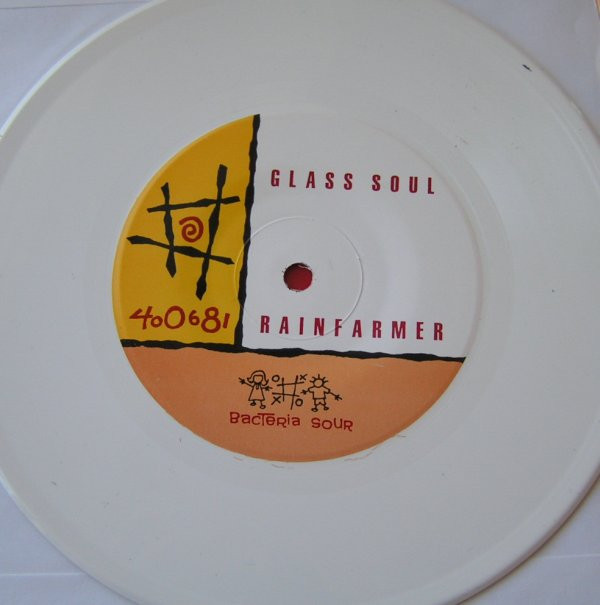 GLASS SOUL
400681
RAINFARMER
BacTeria sour